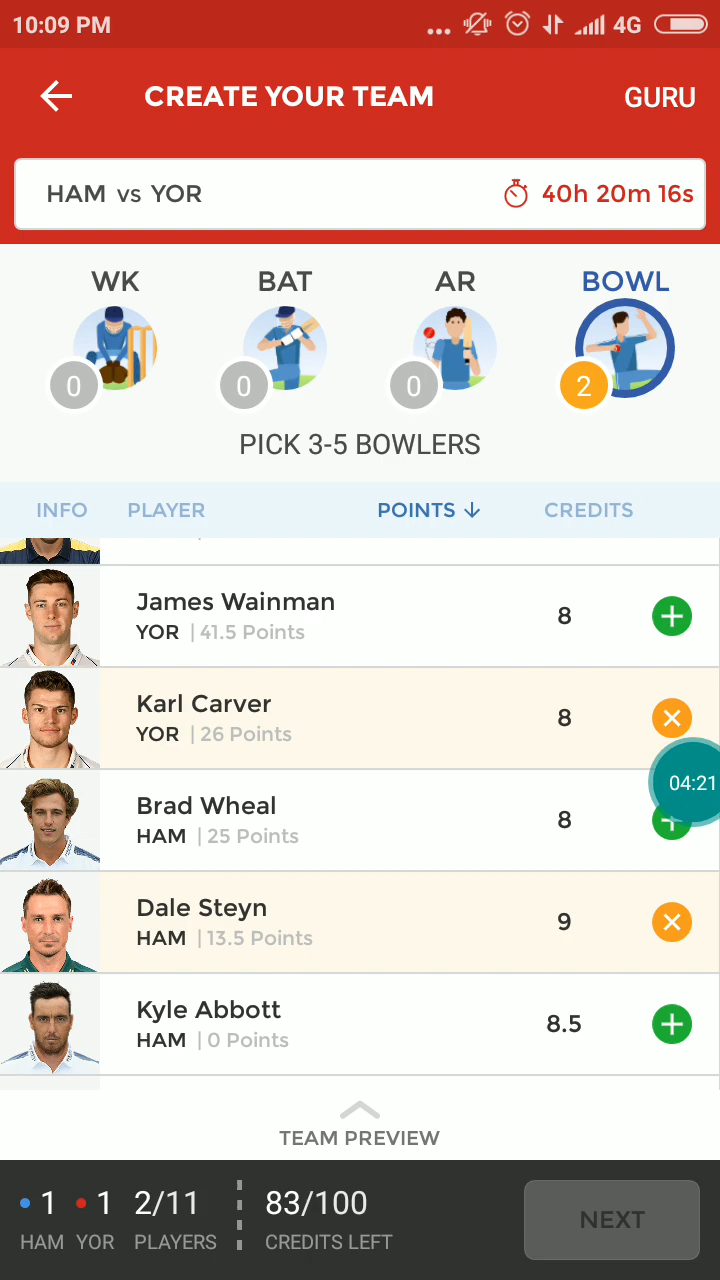 10:09 PM ... 4G
CREATE YOUR TEAM GURU
HAM vs YOR 40h 20m 16s
WK BAT AR BOWL
0 0 0 2
PICK 3-5 BOWLERS
INFO PLAYER POINTS ↓ CREDITS
James Wainman
YOR | 41.5 Points 8
Karl Carver
YOR | 26 Points 8
04:21
Brad Wheal
HAM | 25 Points 8
Dale Steyn
HAM | 13.5 Points 9
Kyle Abbott
HAM | 0 Points 8.5
TEAM PREVIEW
1 1 2/11 83/100
HAM YOR PLAYERS CREDITS LEFT
NEXT